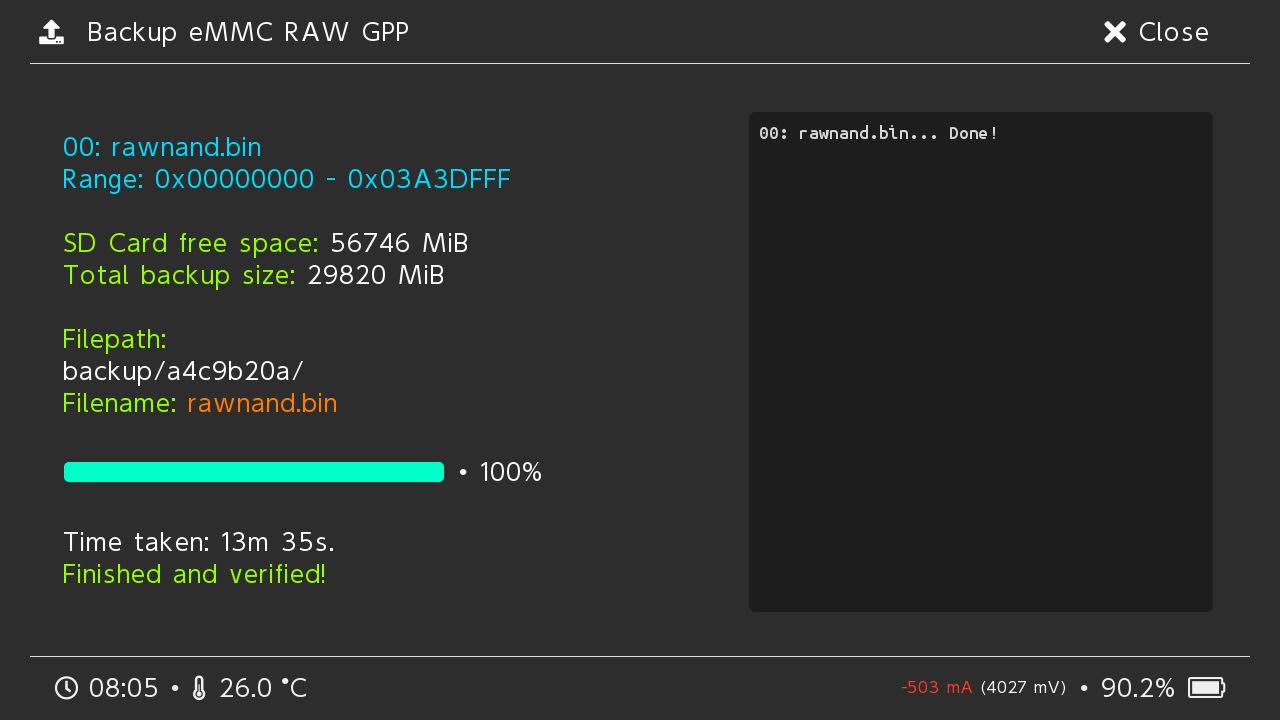 Backup eMMC RAW GPP
Close
00: rawnand.bin
Range: 0x00000000 - 0x03A3DFFF
SD Card free space: 56746 MiB
Total backup size: 29820 MiB
Filepath:
backup/a4c9b20a/
Filename: rawnand.bin
• 100%
Time taken: 13m 35s.
Finished and verified!
00: rawnand.bin... Done!
08:05 • 26.0 °C
-503 mA (4027 mV) • 90.2%